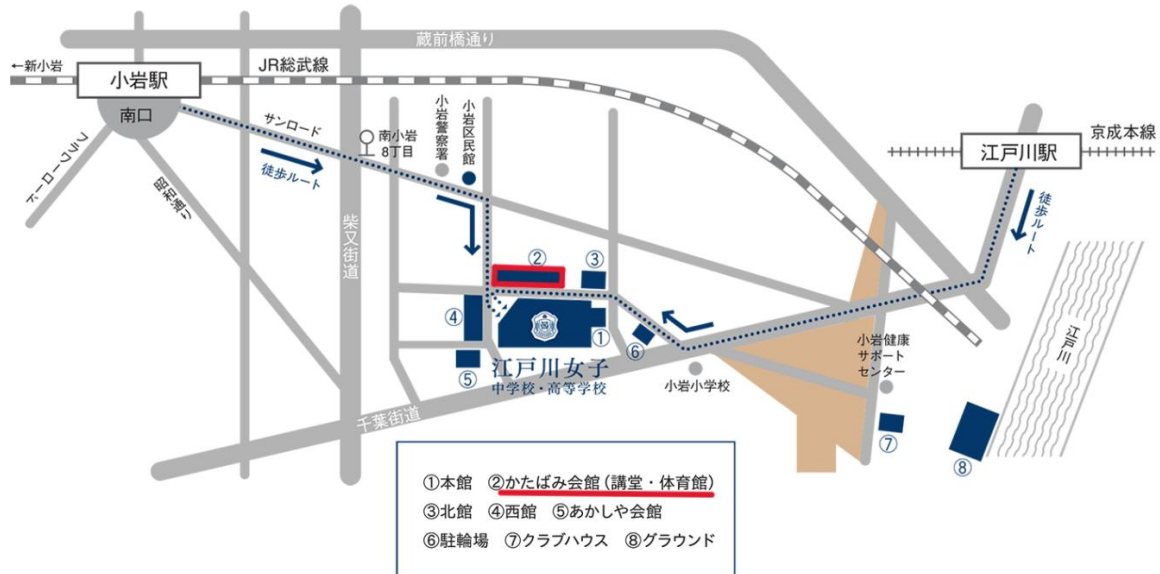 蔵前橋通り
←新小岩
小岩駅
JR総武線
南口
サンロード
南小岩
8丁目
小岩警察署
小岩区民館
京成本線
江戸川駅
フラワーロード
昭和通り
徒歩ルート
柴又街道
徒歩ルート
②
③
④
①
⑥
⑤
江戸川女子
中学校・高等学校
小岩小学校
小岩健康
サポート
センター
江戸川
千葉街道
⑦
⑧
①本館 ②かたばみ会館(講堂・体育館)
③北館 ④西館 ⑤あかしや会館
⑥駐輪場 ⑦クラブハウス ⑧グラウンド